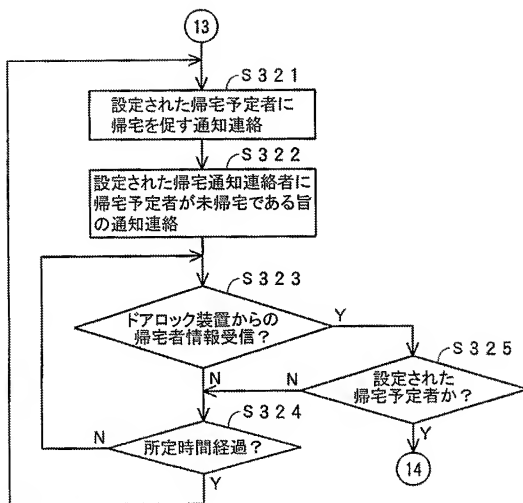 13
S321
設定された帰宅予定者に
帰宅を促す通知連絡
S322
設定された帰宅通知連絡者に
帰宅予定者が未帰宅である旨
の通知連絡
S323
ドアロック装置からの
帰宅者情報受信?
Y
N
S325
設定された
帰宅予定者か?
N
Y
S324
所定時間経過?
N
Y
14